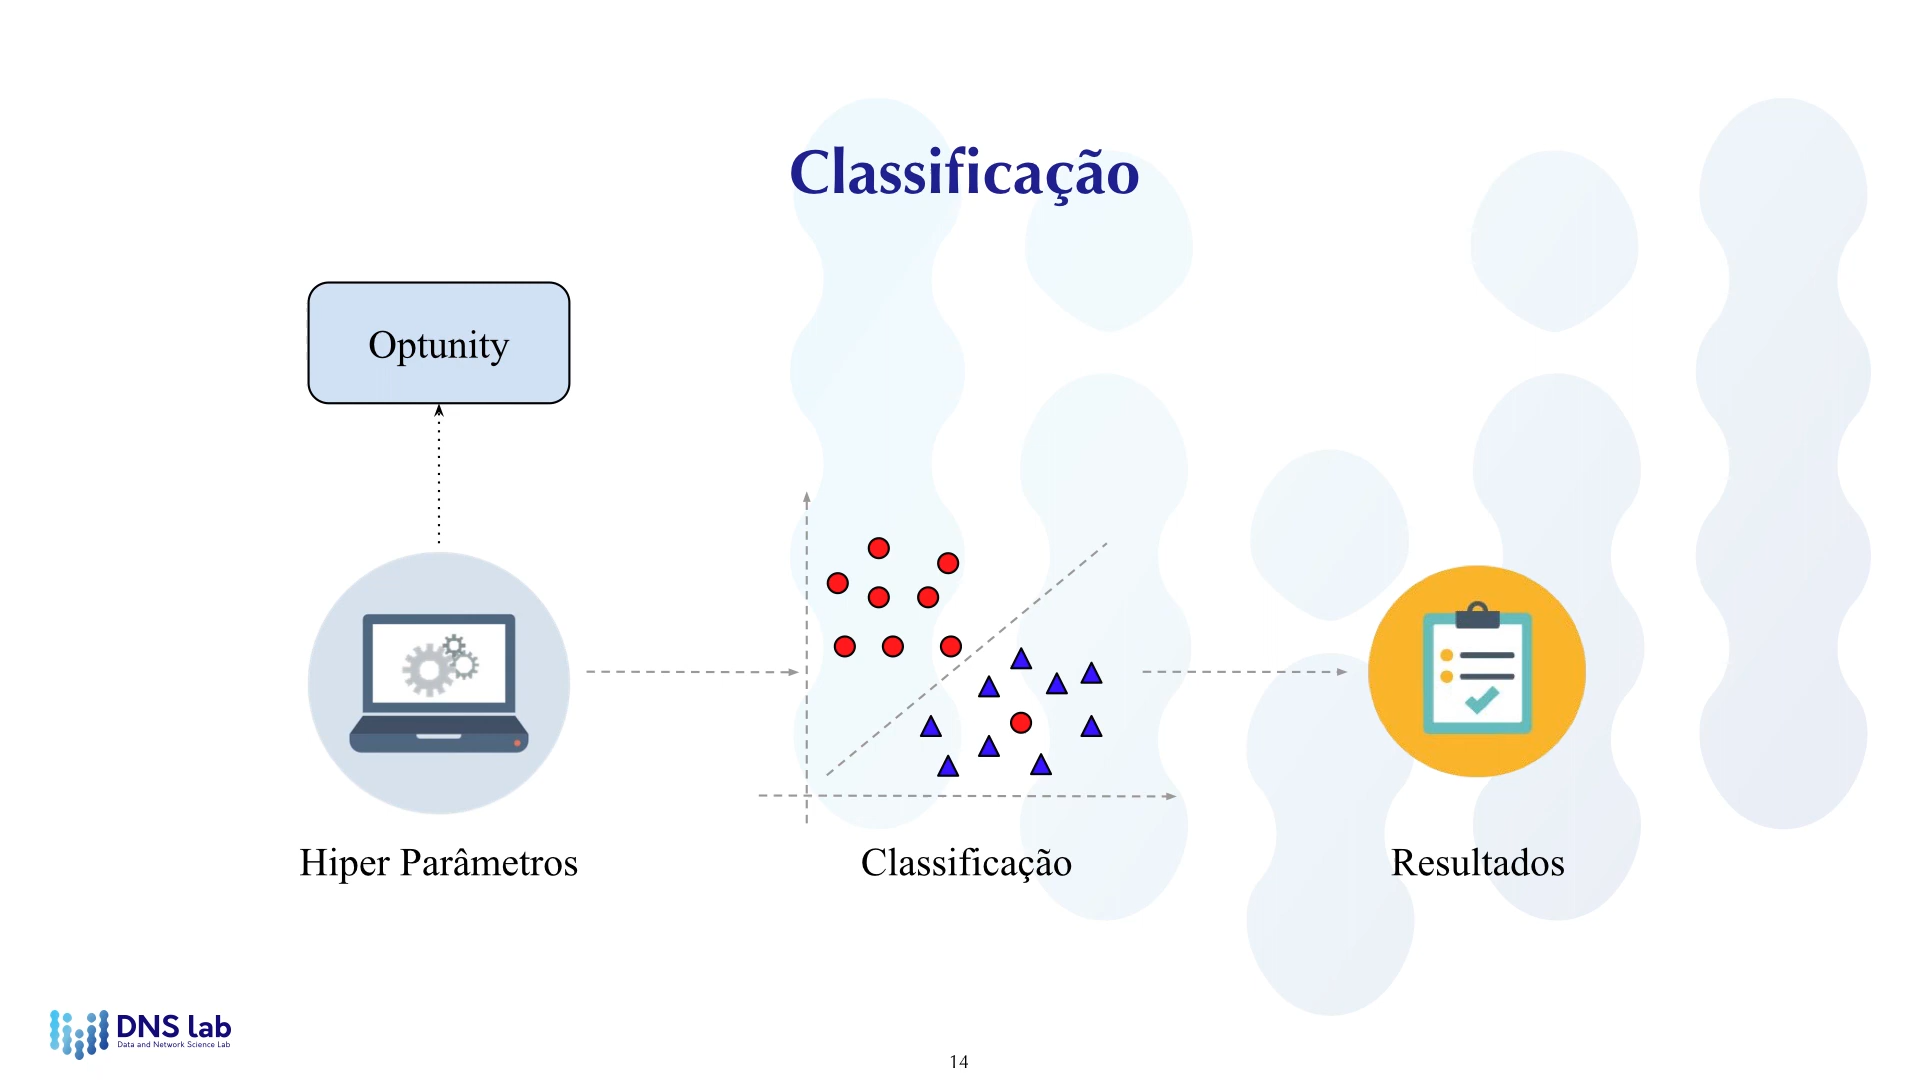 Classificação
Optunity
Hiper Parâmetros
Classificação
Resultados
DNS Lab
Data and Network Science Lab
14